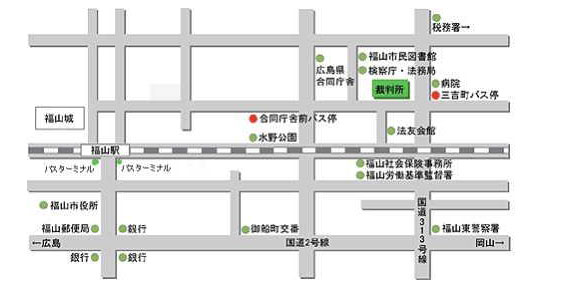 税務署→
福山市民図書館
広島県
合同庁舎
検察庁・法務局
裁判所
病院
三吉町バス停
福山城
合同庁舎前バス停
水野公園
法友会館
福山駅
バスターミナル
バスターミナル
福山社会保険事務所
福山労働基準監督署
福山市役所
福山郵便局
銀行
御船町交番
国道313号線
福山東警察署
←広島
国道2号線
岡山→
銀行
銀行